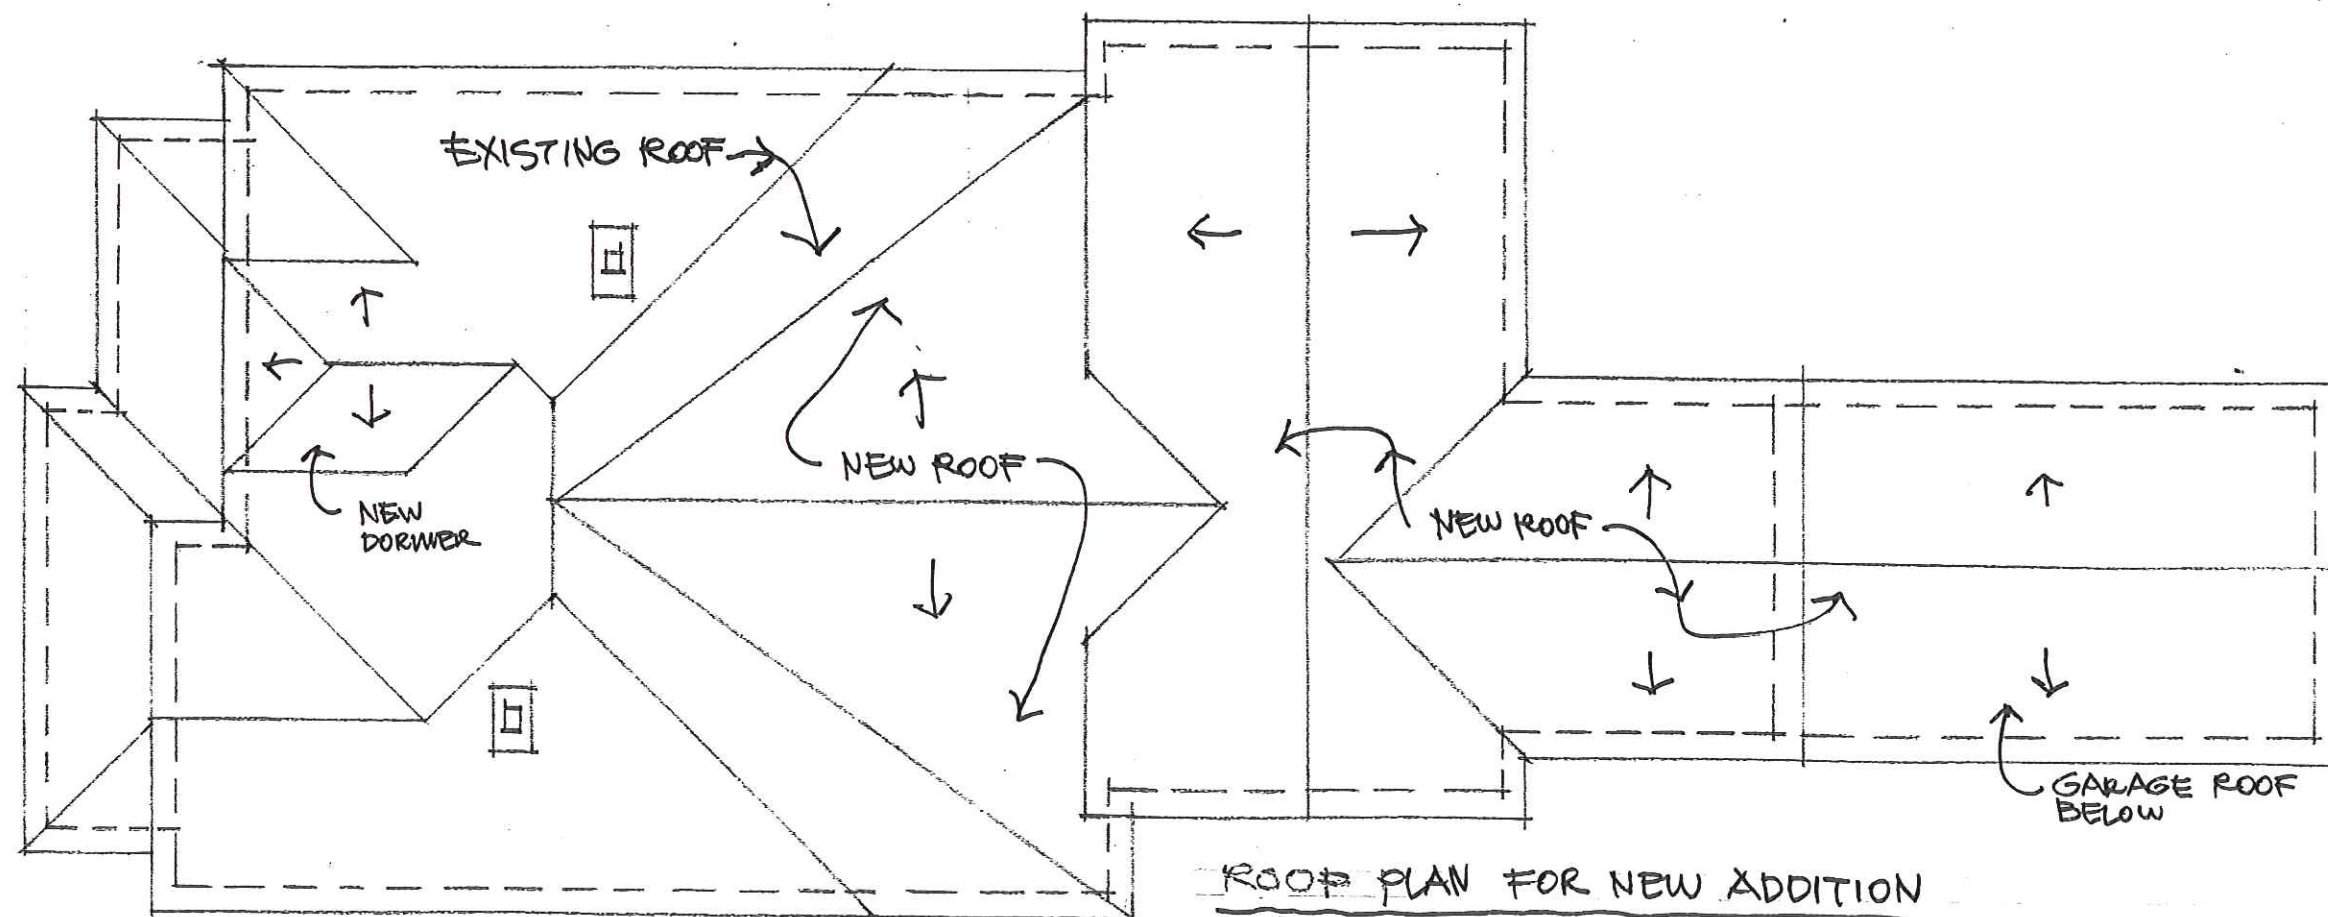 EXISTING ROOF
NEW ROOF
NEW
DORMER
NEW ROOF
GARAGE ROOF
BELOW
ROOF PLAN FOR NEW ADDITION